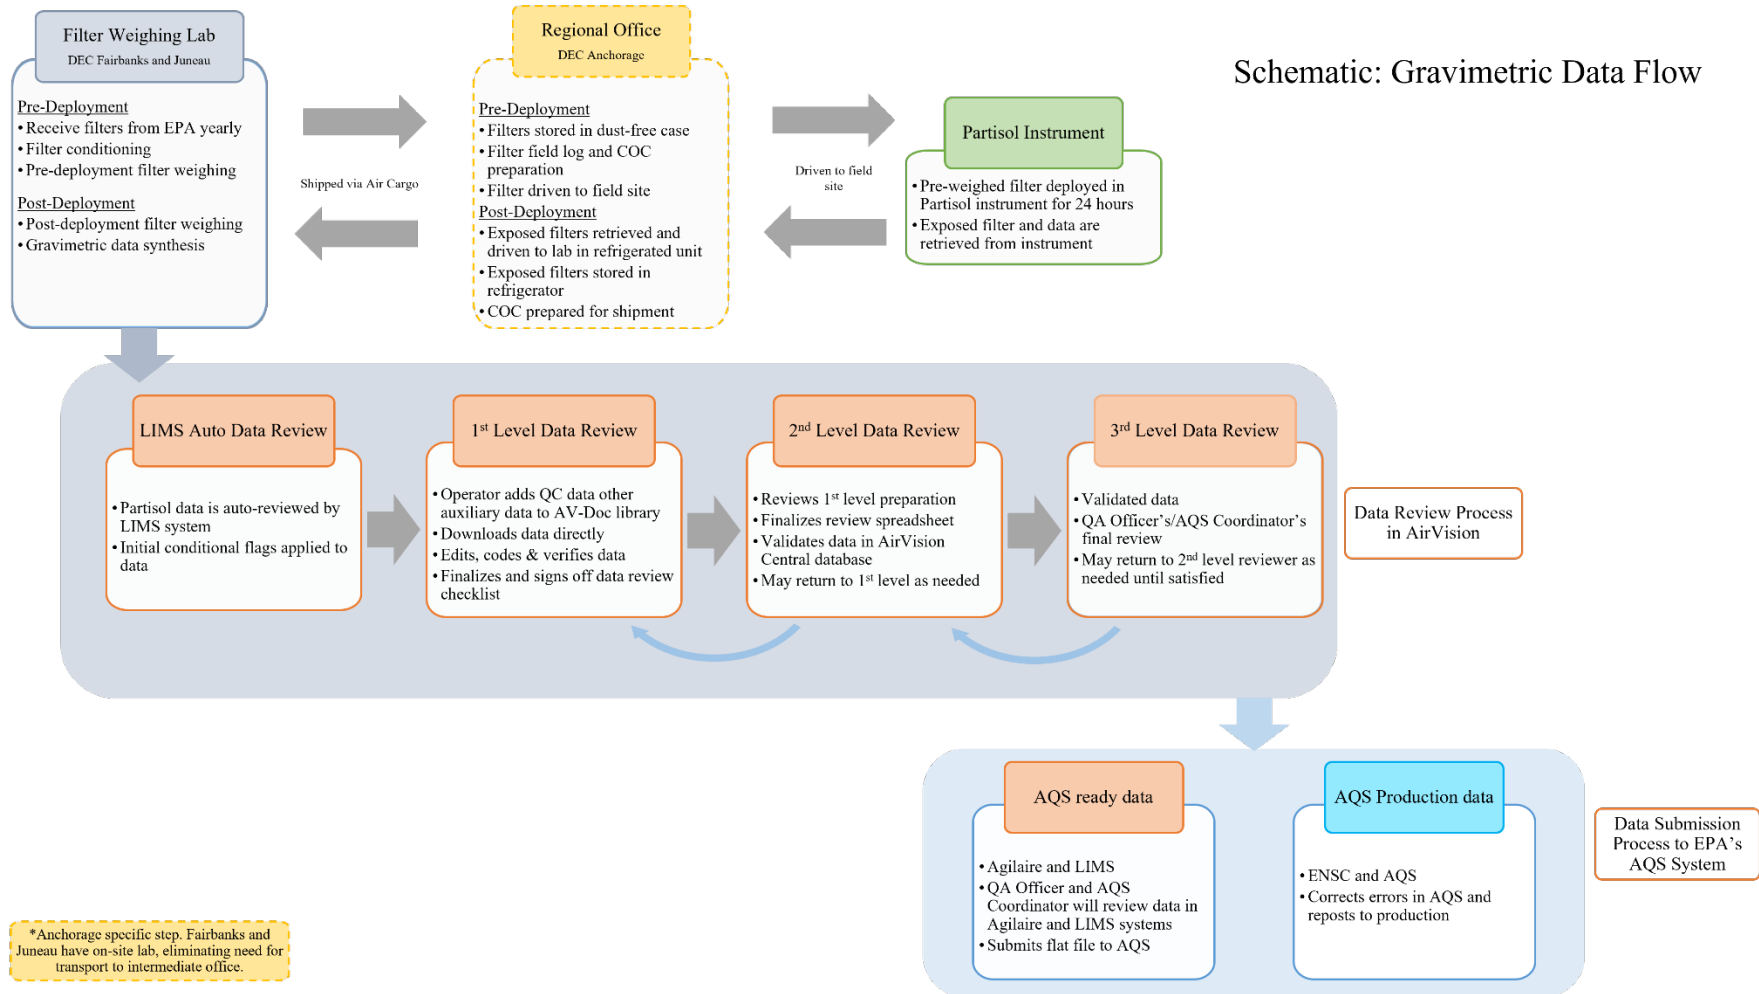 Schematic: Gravimetric Data Flow
Filter Weighing Lab
DEC Fairbanks and Juneau
Pre-Deployment
• Receive filters from EPA yearly
• Filter conditioning
• Pre-deployment filter weighing
Post-Deployment
• Post-deployment filter weighing
• Gravimetric data synthesis
Shipped via Air Cargo
Regional Office
DEC Anchorage
Pre-Deployment
• Filters stored in dust-free case
• Filter field log and COC
preparation
• Filter driven to field site
Post-Deployment
• Exposed filters retrieved and
driven to lab in refrigerated unit
• Exposed filters stored in
refrigerator
• COC prepared for shipment
Driven to field
site
Partisol Instrument
• Pre-weighed filter deployed in
Partisol instrument for 24 hours
• Exposed filter and data are
retrieved from instrument
LIMS Auto Data Review
• Partisol data is auto-reviewed by
LIMS system
• Initial conditional flags applied to
data
1st Level Data Review
• Operator adds QC data other
auxiliary data to AV-Doc library
• Downloads data directly
• Edits, codes & verifies data
• Finalizes and signs off data review
checklist
2nd Level Data Review
• Reviews 1st level preparation
• Finalizes review spreadsheet
• Validates data in AirVision
Central database
• May return to 1st level as needed
3rd Level Data Review
• Validated data
• QA Officer's/AQS Coordinator's
final review
• May return to 2nd level reviewer as
needed until satisfied
Data Review Process
in AirVision
AQS ready data
• Agilaire and LIMS
• QA Officer and AQS
Coordinator will review data in
Agilaire and LIMS systems
• Submits flat file to AQS
AQS Production data
• ENSC and AQS
• Corrects errors in AQS and
reposts to production
Data Submission
Process to EPA's
AQS System
*Anchorage specific step. Fairbanks and
Juneau have on-site lab, eliminating need for
transport to intermediate office.